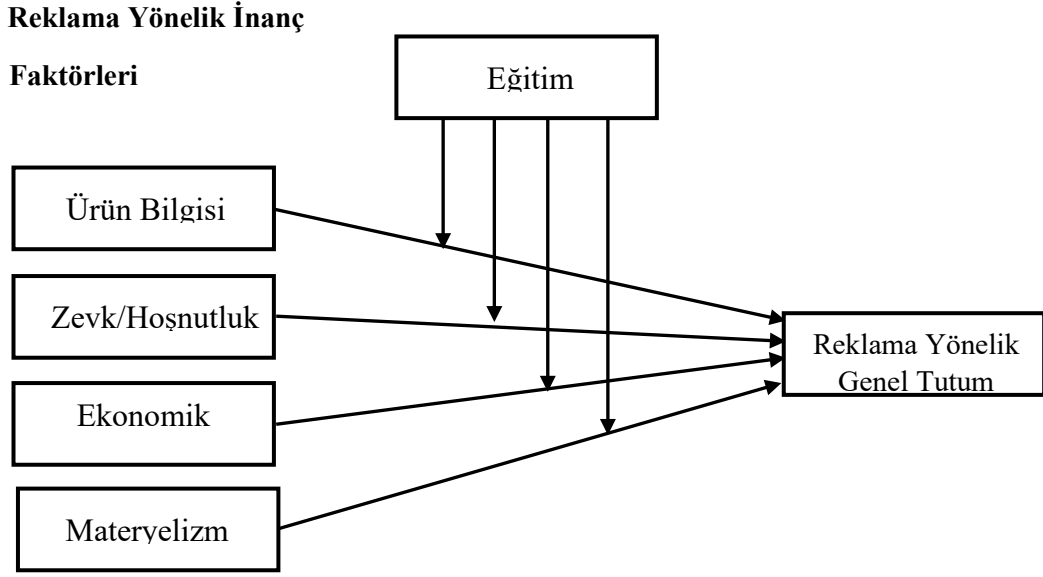 Reklama Yönelik İnanç
Faktörleri
Eğitim
Ürün Bilgisi
Zevk/Hoşnutluk
Ekonomik
Materyelizm
Reklama Yönelik
Genel Tutum